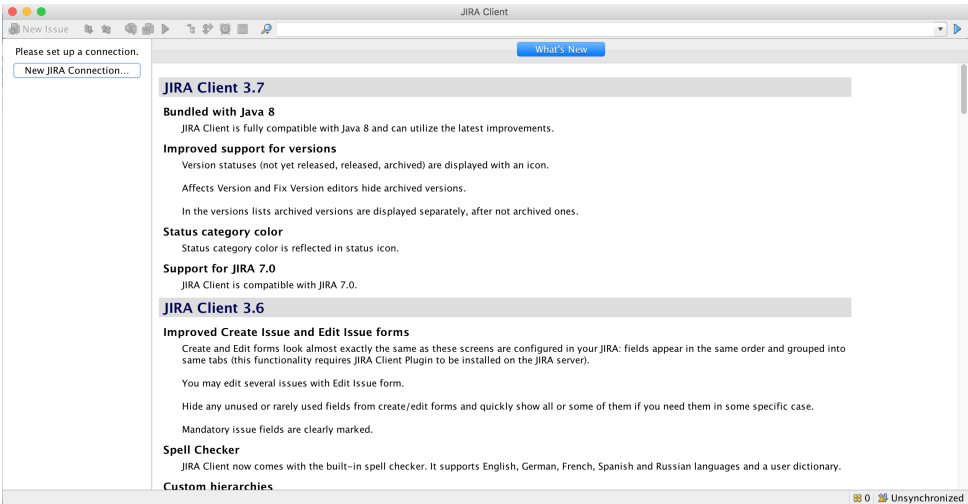 JIRA Client
New Issue
Please set up a connection.
New JIRA Connection...
What's New
JIRA Client 3.7
Bundled with Java 8
JIRA Client is fully compatible with Java 8 and can utilize the latest improvements.
Improved support for versions
Version statuses (not yet released, released, archived) are displayed with an icon.
Affects Version and Fix Version editors hide archived versions.
In the versions lists archived versions are displayed separately, after not archived ones.
Status category color
Status category color is reflected in status icon.
Support for JIRA 7.0
JIRA Client is compatible with JIRA 7.0.
JIRA Client 3.6
Improved Create Issue and Edit Issue forms
Create and Edit forms look almost exactly the same as these screens are configured in your JIRA: fields appear in the same order and grouped into
same tabs (this functionality requires JIRA Client Plugin to be installed on the JIRA server).
You may edit several issues with Edit Issue form.
Hide any unused or rarely used fields from create/edit forms and quickly show all or some of them if you need them in some specific case.
Mandatory issue fields are clearly marked.
Spell Checker
JIRA Client now comes with the built-in spell checker. It supports English, German, French, Spanish and Russian languages and a user dictionary.
Custom hierarchies
0 Unsynchronized